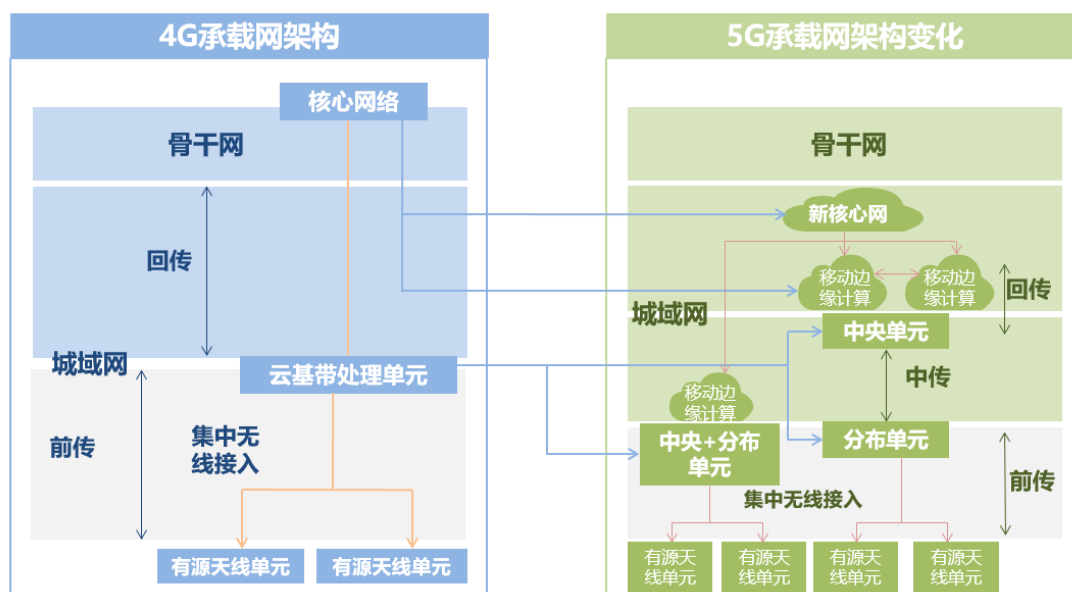 4G承载网架构
核心网络
骨干网
回传
城域网
云基带处理单元
前传
集中无
线接入
有源天线单元
有源天线单元
5G承载网架构变化
骨干网
新核心网
移动边
缘计算
移动边
缘计算
回传
城域网
中央单元
中传
移动边
缘计算
中央+分布
单元
分布单元
前传
集中无线接入
有源天
线单元
有源天
线单元
有源天
线单元
有源天
线单元